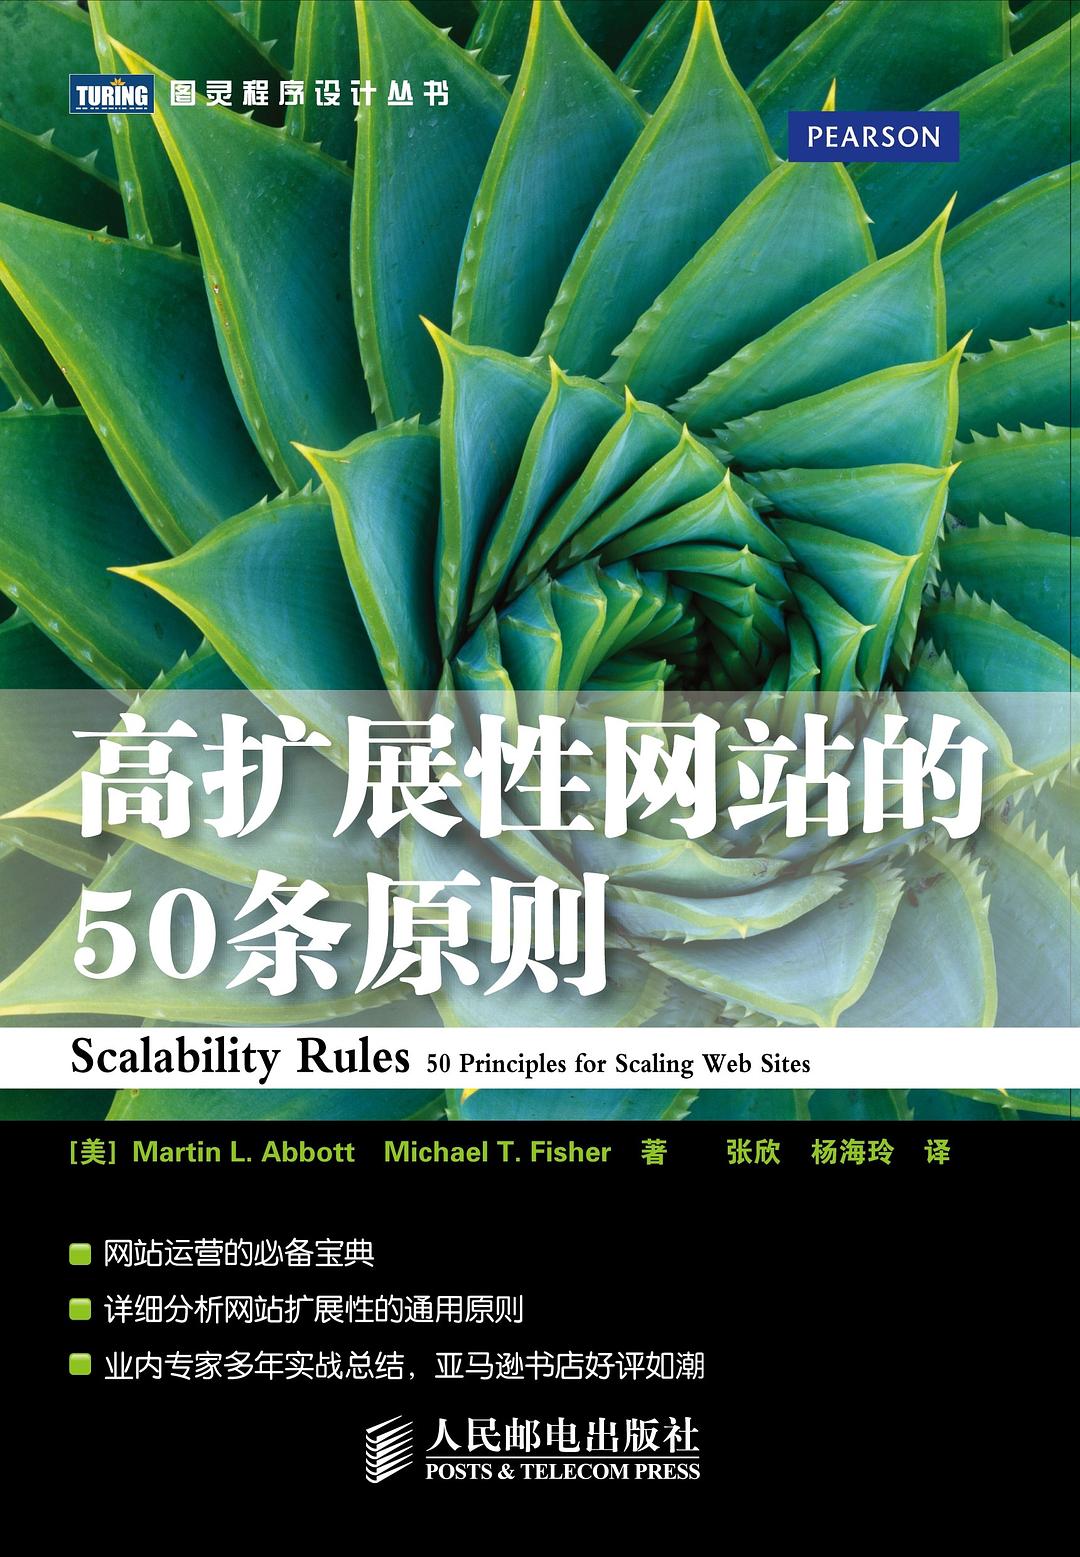 TURING 图灵程序设计丛书
PEARSON
高扩展性网站的
50条原则
Scalability Rules 50 Principles for Scaling Web Sites
[美] Martin L. Abbott Michael T. Fisher 著 张欣 杨海玲 译
网站运营的必备宝典
详细分析网站扩展性的通用原则
业内专家多年实战总结，亚马逊书店好评如潮
人民邮电出版社
POSTS & TELECOM PRESS